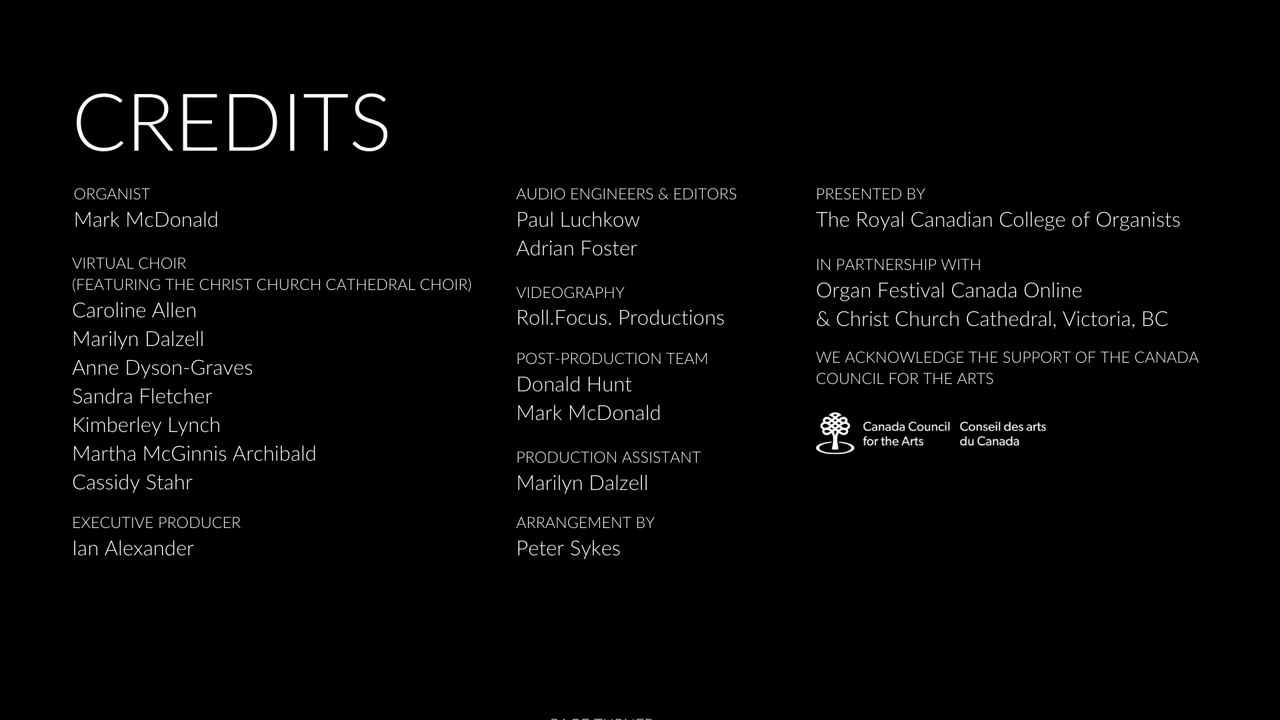 CREDITS
ORGANIST
Mark McDonald
VIRTUAL CHOIR
(FEATURING THE CHRIST CHURCH CATHEDRAL CHOIR)
Caroline Allen
Marilyn Dalzell
Anne Dyson-Graves
Sandra Fletcher
Kimberley Lynch
Martha McGinnis Archibald
Cassidy Stahr
EXECUTIVE PRODUCER
Ian Alexander
AUDIO ENGINEERS & EDITORS
Paul Luchkow
Adrian Foster
VIDEOGRAPHY
Roll.Focus. Productions
POST-PRODUCTION TEAM
Donald Hunt
Mark McDonald
PRODUCTION ASSISTANT
Marilyn Dalzell
ARRANGEMENT BY
Peter Sykes
PRESENTED BY
The Royal Canadian College of Organists
IN PARTNERSHIP WITH
Organ Festival Canada Online
& Christ Church Cathedral, Victoria, BC
WE ACKNOWLEDGE THE SUPPORT OF THE CANADA
COUNCIL FOR THE ARTS
Canada Council
for the Arts
Conseil des arts
du Canada